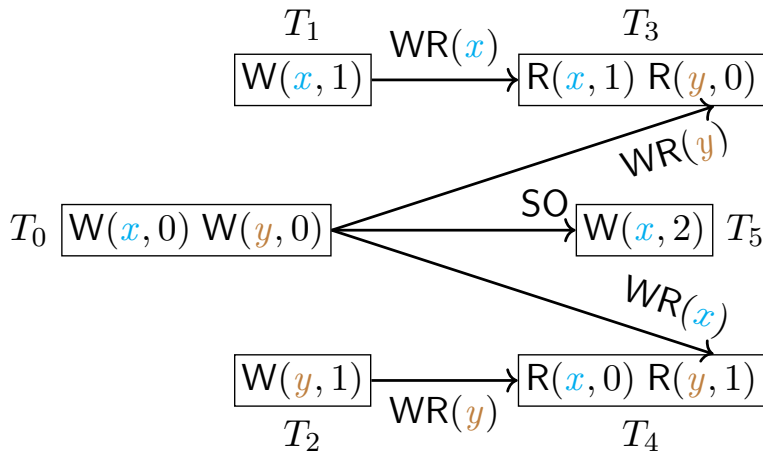 T₁ T₃
W(x, 1) WR(x) R(x, 1) R(y, 0)
WR(y)
T₀ W(x, 0) W(y, 0) SO W(x, 2) T₅
WR(x)
W(y, 1) WR(y) R(x, 0) R(y, 1)
T₂ T₄